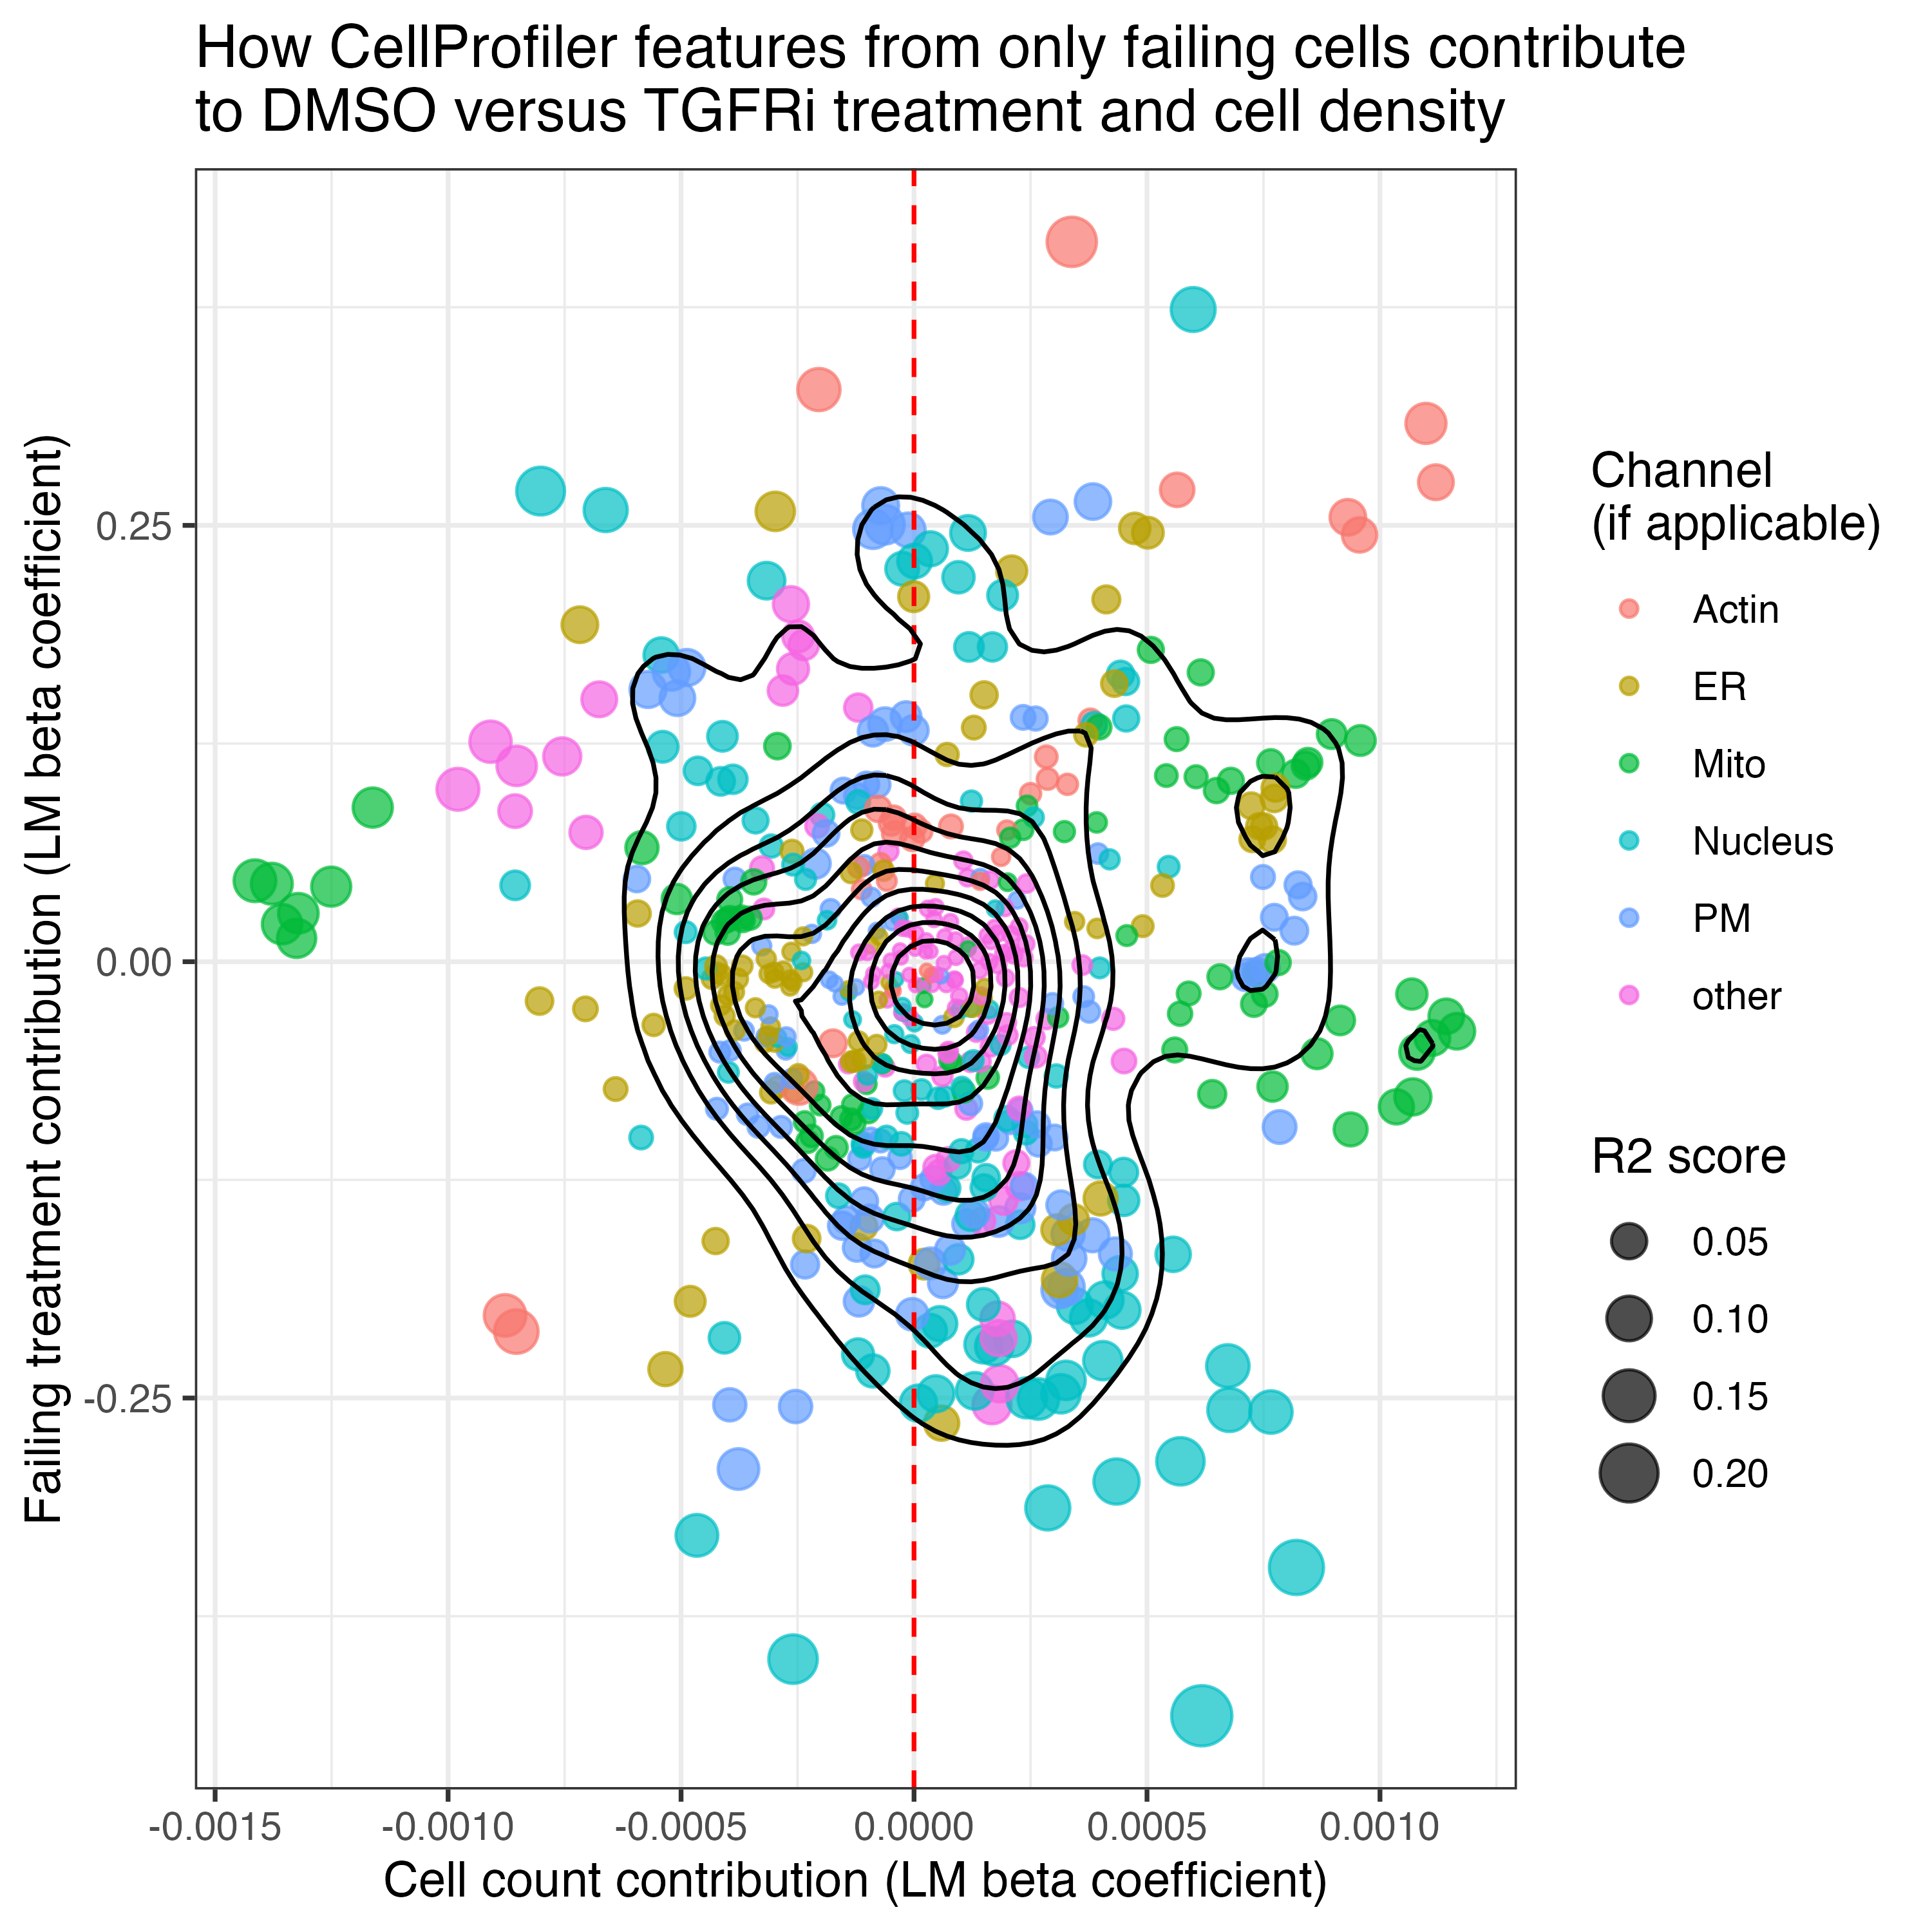 How CellProfiler features from only failing cells contribute
to DMSO versus TGFRi treatment and cell density
Failing treatment contribution (LM beta coefficient)
0.25
0.00
-0.25
-0.0015
-0.0010
-0.0005
0.0000
0.0005
0.0010
Cell count contribution (LM beta coefficient)
Channel
(if applicable)
Actin
ER
Mito
Nucleus
PM
other
R2 score
0.05
0.10
0.15
0.20